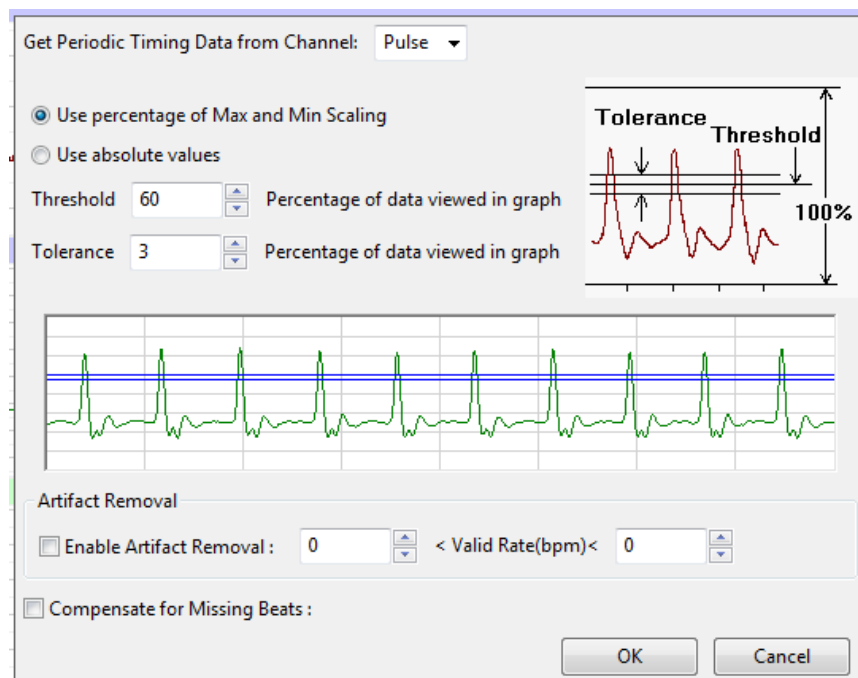 Get Periodic Timing Data from Channel: Pulse
Use percentage of Max and Min Scaling
Use absolute values
Threshold 60 Percentage of data viewed in graph
Tolerance 3 Percentage of data viewed in graph
Tolerance
Threshold
100%
Artifact Removal
Enable Artifact Removal : 0 < Valid Rate(bpm)< 0
Compensate for Missing Beats :
OK Cancel